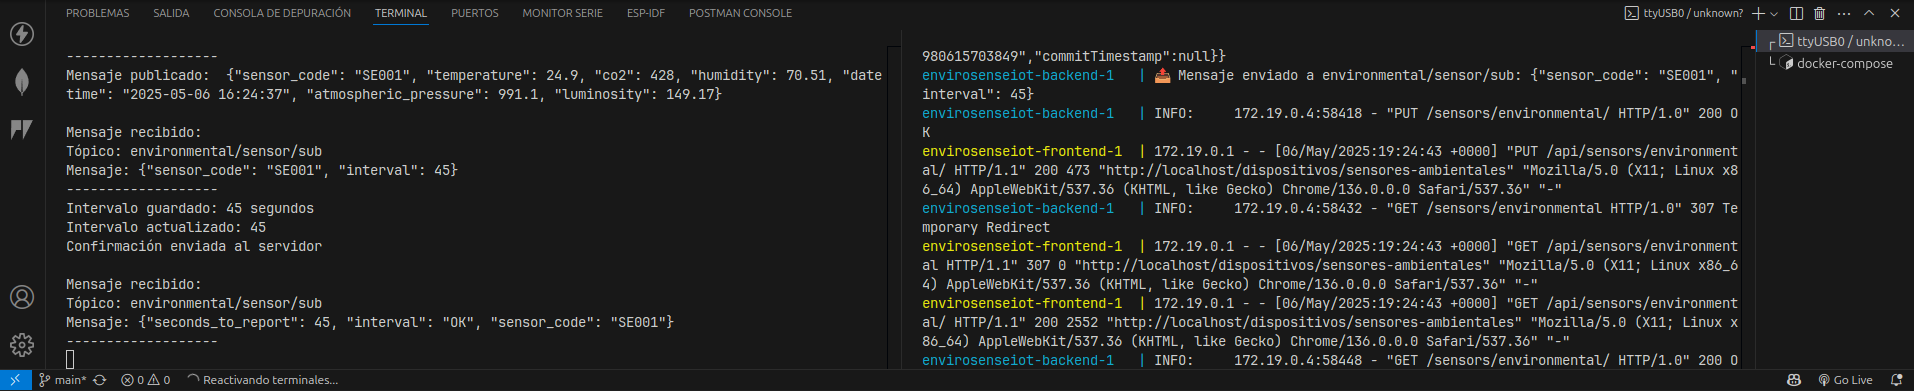 PROBLEMAS SALIDA CONSOLA DE DEPURACIÓN TERMINAL PUERTOS MONITOR SERIE ESP-IDF POSTMAN CONSOLE
ttyUSB0 / unknown?
------------------
Mensaje publicado:  {"sensor_code": "SE001", "temperature": 24.9, "co2": 428, "humidity": 70.51, "date
time": "2025-05-06 16:24:37", "atmospheric_pressure": 991.1, "luminosity": 149.17}
Mensaje recibido:
Tópico: environmental/sensor/sub
Mensaje: {"sensor_code": "SE001", "interval": 45}
------------------
Intervalo guardado: 45 segundos
Intervalo actualizado: 45
Confirmación enviada al servidor
Mensaje recibido:
Tópico: environmental/sensor/sub
Mensaje: {"seconds_to_report": 45, "interval": "OK", "sensor_code": "SE001"}
------------------
980615703849","commitTimestamp":null}}
envirosenseiot-backend-1   | 📤 Mensaje enviado a environmental/sensor/sub: {"sensor_code": "SE001", "
interval": 45}
envirosenseiot-backend-1   | INFO:     172.19.0.4:58418 - "PUT /sensors/environmental/ HTTP/1.0" 200 O
K
envirosenseiot-frontend-1  | 172.19.0.1 - - [06/May/2025:19:24:43 +0000] "PUT /api/sensors/environment
al/ HTTP/1.1" 200 473 "http://localhost/dispositivos/sensores-ambientales" "Mozilla/5.0 (X11; Linux x8
6_64) AppleWebKit/537.36 (KHTML, like Gecko) Chrome/136.0.0.0 Safari/537.36" "-"
envirosenseiot-backend-1   | INFO:     172.19.0.4:58432 - "GET /sensors/environmental HTTP/1.0" 307 Te
mporary Redirect
envirosenseiot-frontend-1  | 172.19.0.1 - - [06/May/2025:19:24:43 +0000] "GET /api/sensors/environment
al HTTP/1.1" 307 0 "http://localhost/dispositivos/sensores-ambientales" "Mozilla/5.0 (X11; Linux x86_6
4) AppleWebKit/537.36 (KHTML, like Gecko) Chrome/136.0.0.0 Safari/537.36" "-"
envirosenseiot-frontend-1  | 172.19.0.1 - - [06/May/2025:19:24:43 +0000] "GET /api/sensors/environment
al/ HTTP/1.1" 200 2552 "http://localhost/dispositivos/sensores-ambientales" "Mozilla/5.0 (X11; Linux x
86_64) AppleWebKit/537.36 (KHTML, like Gecko) Chrome/136.0.0.0 Safari/537.36" "-"
envirosenseiot-backend-1   | INFO:     172.19.0.4:58448 - "GET /sensors/environmental/ HTTP/1.0" 200 O
ttyUSB0 / unkno...
docker-compose
main* 0 0 Reactivando terminales...
Go Live